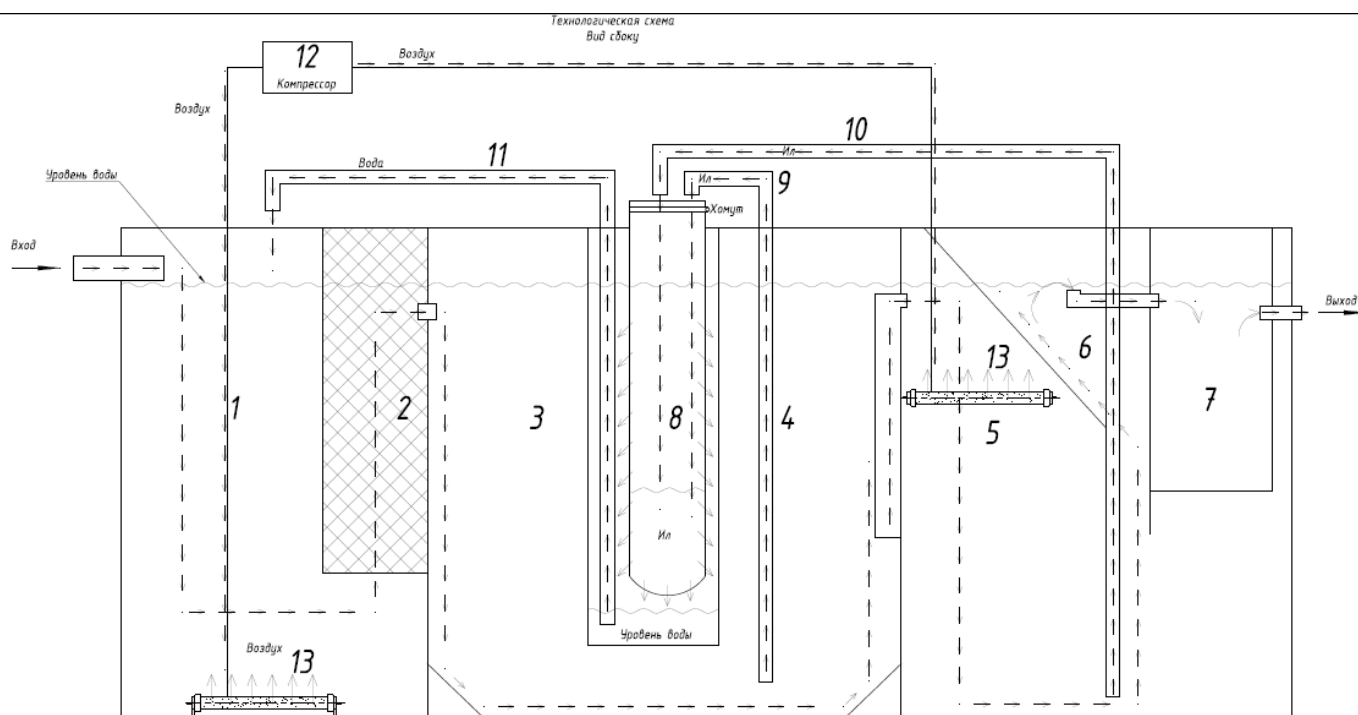 Технологическая схема
Вид сбоку
12
Компрессор
Воздух
Воздух
10
Ил
11
Вода
Ил
9
Уровень воды
Хомут
Вход
Выход
13
6
1
2
3
8
4
5
7
Ил
Уровень воды
Воздух
13